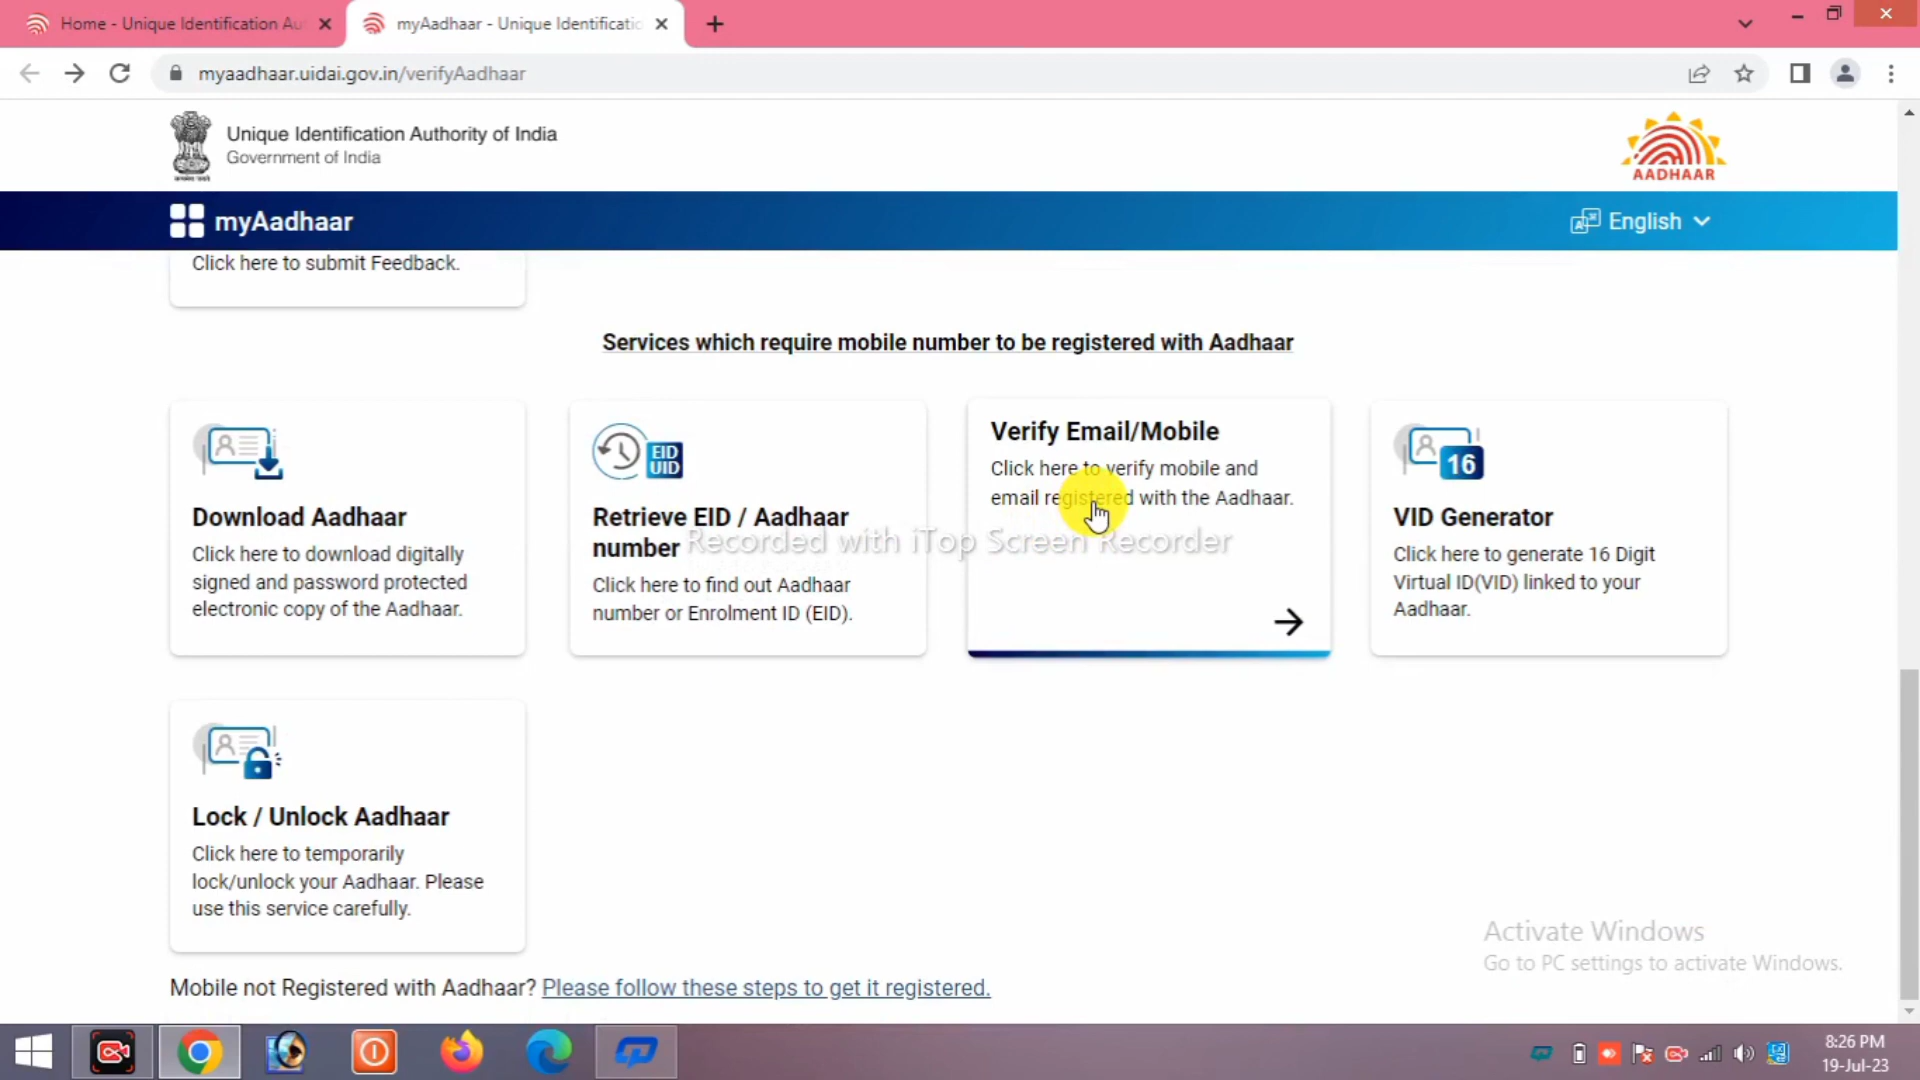 Home - Unique Identification Au
myAadhaar - Unique Identificatio
myaadhaar.uidai.gov.in/verifyAadhaar
Unique Identification Authority of India
Government of India
AADHAAR
myAadhaar
English
Click here to submit Feedback.
Services which require mobile number to be registered with Aadhaar
Download Aadhaar
Click here to download digitally
signed and password protected
electronic copy of the Aadhaar.
EID
UID
Retrieve EID / Aadhaar
number
Click here to find out Aadhaar
number or Enrolment ID (EID).
Verify Email/Mobile
Click here to verify mobile and
email registered with the Aadhaar.
16
VID Generator
Click here to generate 16 Digit
Virtual ID(VID) linked to your
Aadhaar.
Recorded with iTop Screen Recorder
Lock / Unlock Aadhaar
Click here to temporarily
lock/unlock your Aadhaar. Please
use this service carefully.
Activate Windows
Go to PC settings to activate Windows.
Mobile not Registered with Aadhaar? Please follow these steps to get it registered.
8:26 PM
19-Jul-23